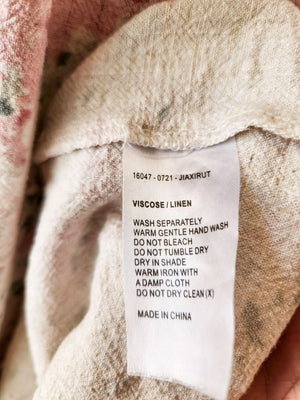 16047 - 0721 - JIAXIRUT
VISCOSE / LINEN
WASH SEPARATELY
WARM GENTLE HAND WASH
DO NOT BLEACH
DO NOT TUMBLE DRY
DRY IN SHADE
WARM IRON WITH
A DAMP CLOTH
DO NOT DRY CLEAN (X)
MADE IN CHINA